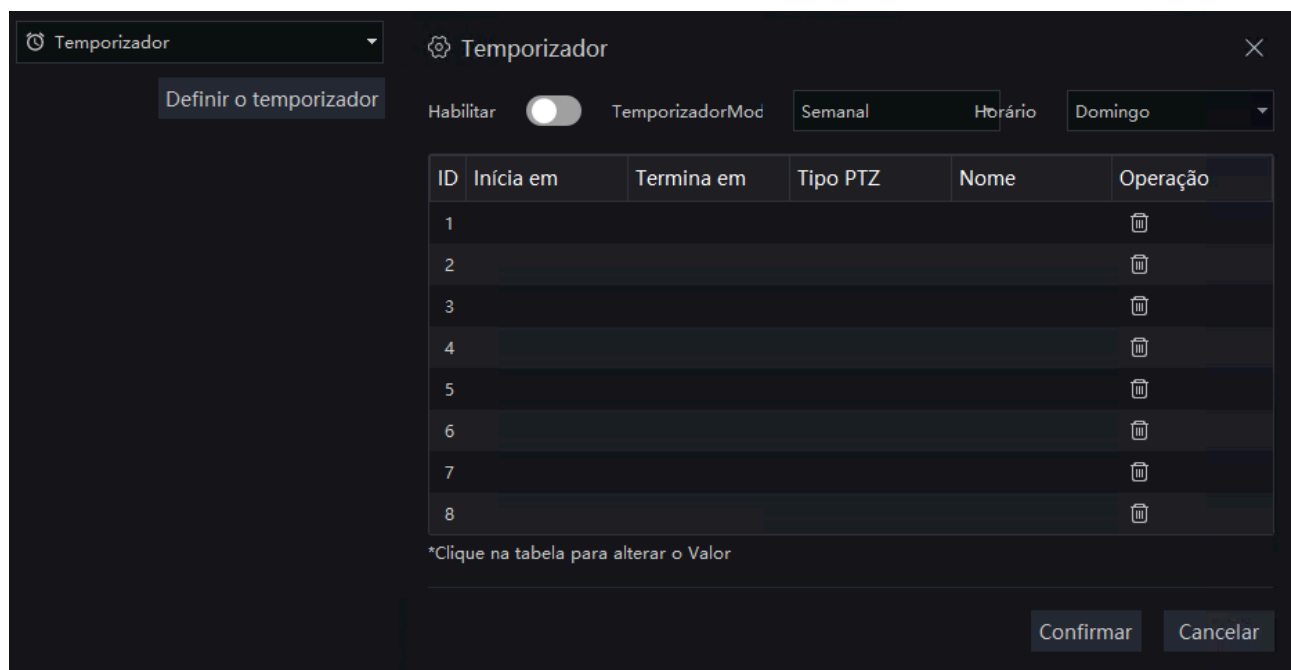 Temporizador
Definir o temporizador
Temporizador
Habilitar TemporizadorMod Semanal Horário Domingo
ID Inícia em Termina em Tipo PTZ Nome Operação
1
2
3
4
5
6
7
8
*Clique na tabela para alterar o Valor
Confirmar Cancelar